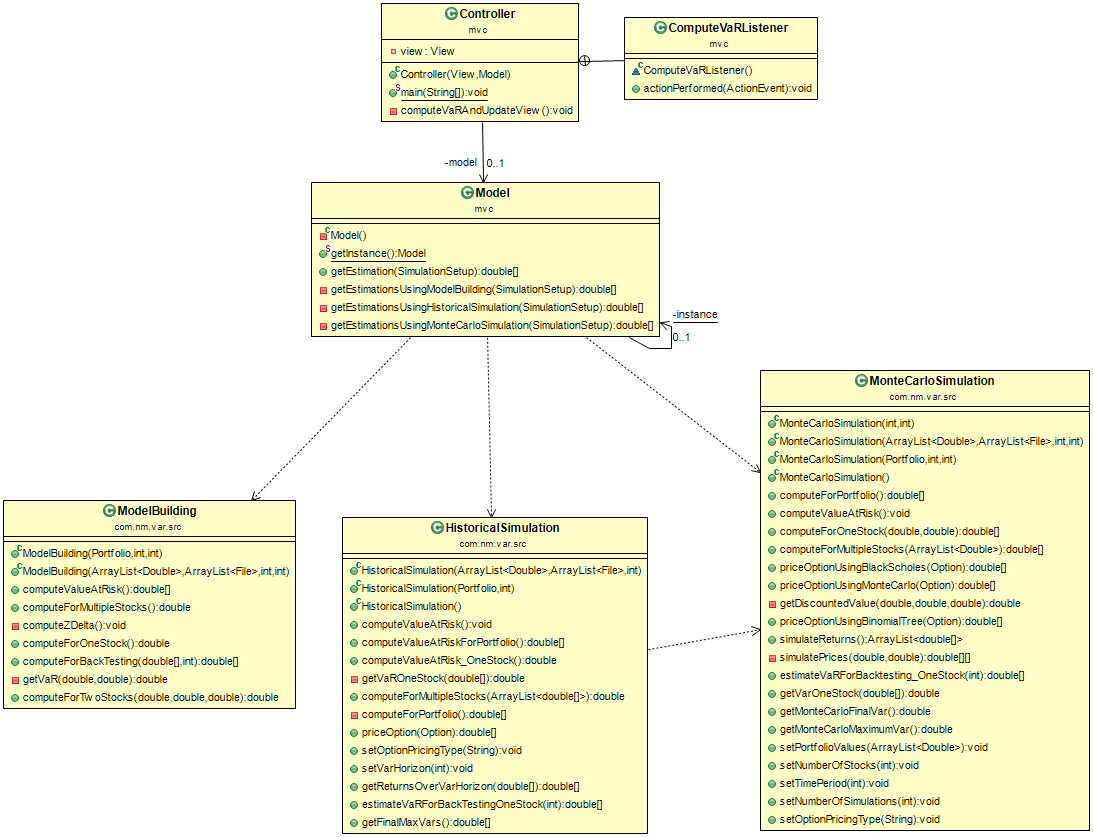 Controller
mvc
view : View
Controller(View,Model)
main(String[]):void
computeVaRAndUpdateView():void
ComputeVaRListener
mvc
ComputeVaRListener()
actionPerformed(ActionEvent):void
-model 0..1
Model
mvc
Model()
getInstance():Model
getEstimation(SimulationSetup):double[]
getEstimationsUsingModelBuilding(SimulationSetup):double[]
getEstimationsUsingHistoricalSimulation(SimulationSetup):double[]
getEstimationsUsingMonteCarloSimulation(SimulationSetup):double[]
-instance
0..1
ModelBuilding
com.nm.var.src
ModelBuilding(Portfolio,int,int)
ModelBuilding(ArrayList<Double>,ArrayList<File>,int,int)
computeValueAtRisk():double[]
computeForMultipleStocks():double
computeZDelta():void
computeForOneStock():double
computeForBackTesting(double[],int):double[]
getVaR(double,double):double
computeForTwoStocks(double,double,double):double
HistoricalSimulation
com.nm.var.src
HistoricalSimulation(ArrayList<Double>,ArrayList<File>,int)
HistoricalSimulation(Portfolio,int)
HistoricalSimulation()
computeValueAtRisk():void
computeValueAtRiskForPortfolio():double[]
computeValueAtRisk_OneStock():double
getVaROneStock(double[]):double
computeForMultipleStocks(ArrayList<double[]>):double
computeForPortfolio():double[]
priceOption(Option):double[]
setOptionPricingType(String):void
setVarHorizon(int):void
getReturnsOverVarHorizon(double[]):double[]
estimateVaRForBackTestingOneStock(int):double[]
getFinalMaxVars():double[]
MonteCarloSimulation
com.nm.var.src
MonteCarloSimulation(int,int)
MonteCarloSimulation(ArrayList<Double>,ArrayList<File>,int,int)
MonteCarloSimulation(Portfolio,int,int)
MonteCarloSimulation()
computeForPortfolio():double[]
computeValueAtRisk():void
computeForOneStock(double,double):double[]
computeForMultipleStocks(ArrayList<Double>):double[]
priceOptionUsingBlackScholes(Option):double[]
priceOptionUsingMonteCarlo(Option):double[]
getDiscountedValue(double,double,double):double
priceOptionUsingBinomialTree(Option):double[]
simulateReturns():ArrayList<double[]>
simulatePrices(double,double):double[][]
estimateVARForBacktesting_OneStock(int):double[]
getVarOneStock(double[]):double
getMonteCarloFinalVar():double
getMonteCarloMaximumVar():double
setPortfolioValues(ArrayList<Double>):void
setNumberOfStocks(int):void
setTimePeriod(int):void
setNumberOfSimulations(int):void
setOptionPricingType(String):void